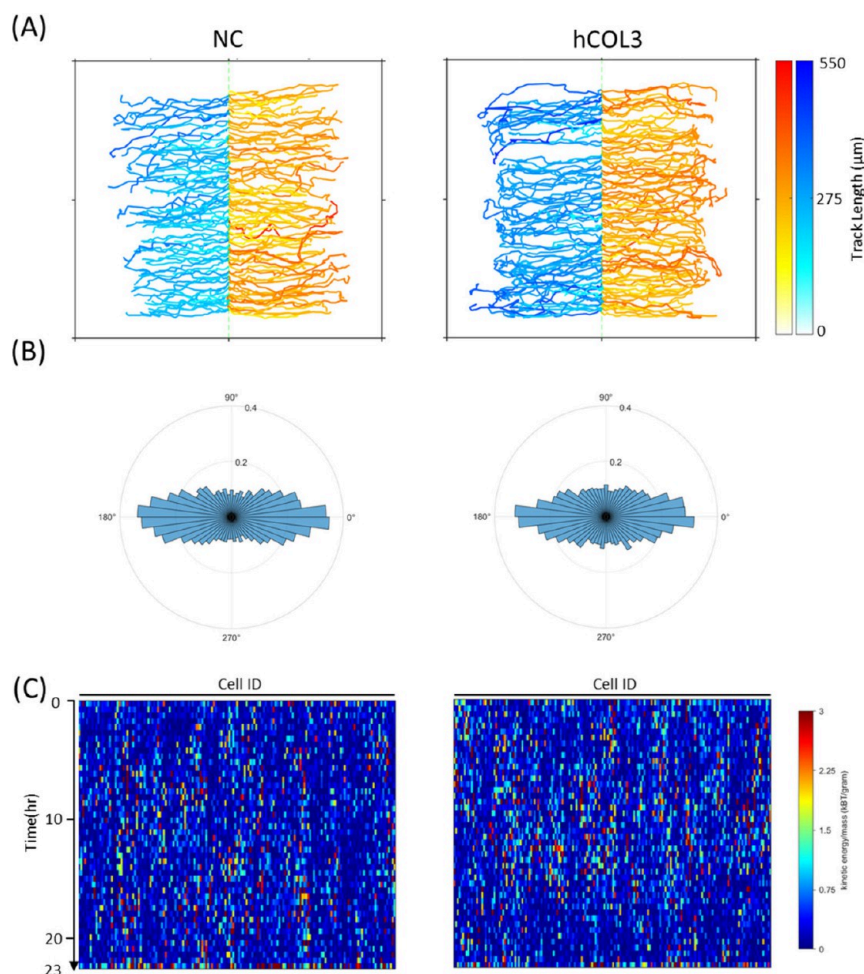 (A)
NC
hCOL3
550
275
0
Track Length (μm)
(B)
90°
0.4
0.2
180°
0°
270°
90°
0.4
0.2
180°
0°
270°
(C)
Cell ID
Cell ID
0
10
20
23
Time(hr)
3
2.25
1.5
0.75
0
kinetic energy/mass (kBT/gram)